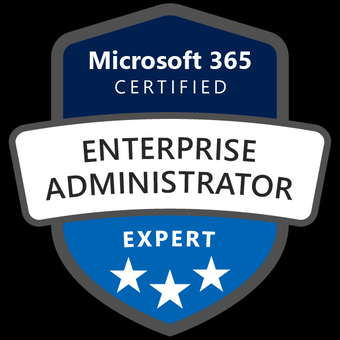 Microsoft 365
CERTIFIED
ENTERPRISE
ADMINISTRATOR
EXPERT